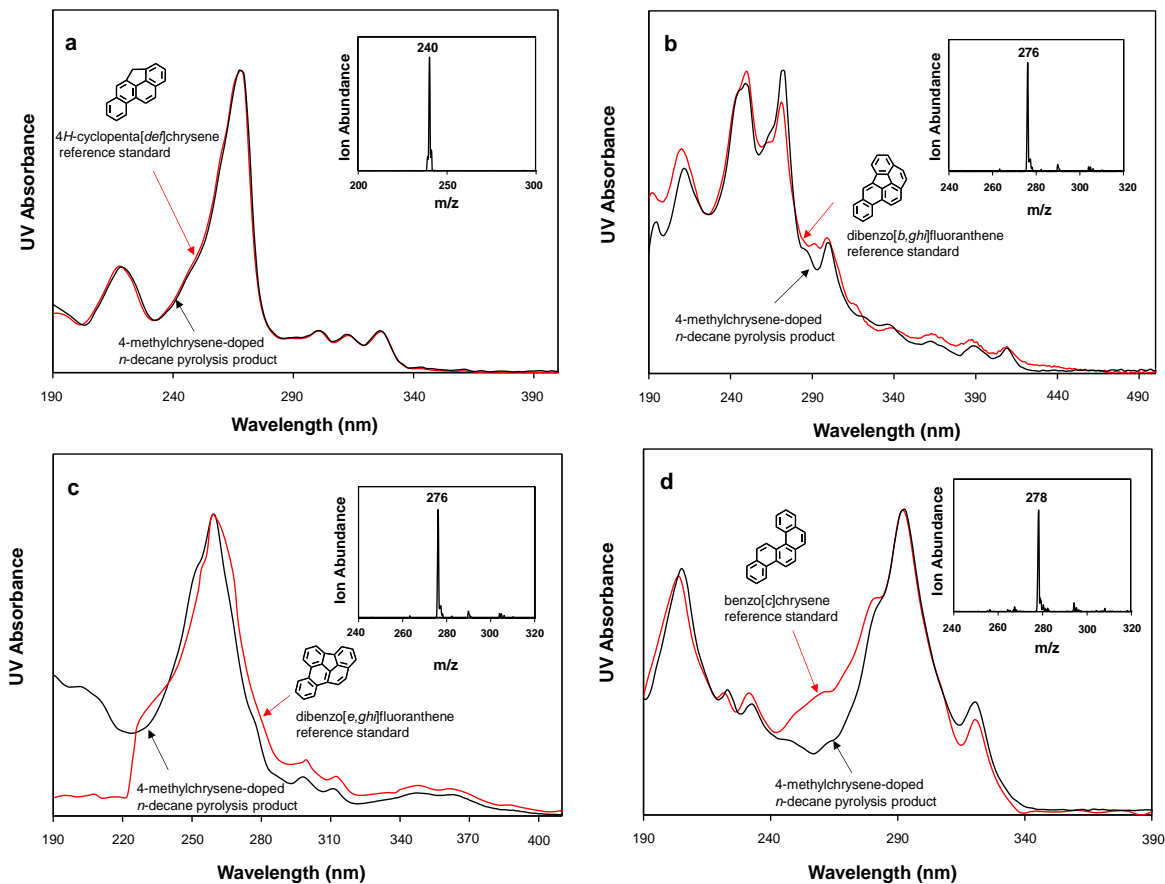 a
240
Ion Abundance
200
250
300
m/z
4H-cyclopenta[def]chrysene
reference standard
UV Absorbance
4-methylchrysene-doped
n-decane pyrolysis product
190
240
290
340
390
Wavelength (nm)
b
276
Ion Abundance
240
260
280
300
320
m/z
UV Absorbance
dibenzo[b,ghi]fluoranthene
reference standard
4-methylchrysene-doped
n-decane pyrolysis product
190
240
290
340
390
440
490
Wavelength (nm)
c
276
Ion Abundance
240
260
280
300
320
m/z
UV Absorbance
dibenzo[e,ghi]fluoranthene
reference standard
4-methylchrysene-doped
n-decane pyrolysis product
190
220
260
300
340
370
400
Wavelength (nm)
d
278
Ion Abundance
240
260
280
300
320
m/z
UV Absorbance
benzo[c]chrysene
reference standard
4-methylchrysene-doped
n-decane pyrolysis product
190
240
290
340
390
Wavelength (nm)